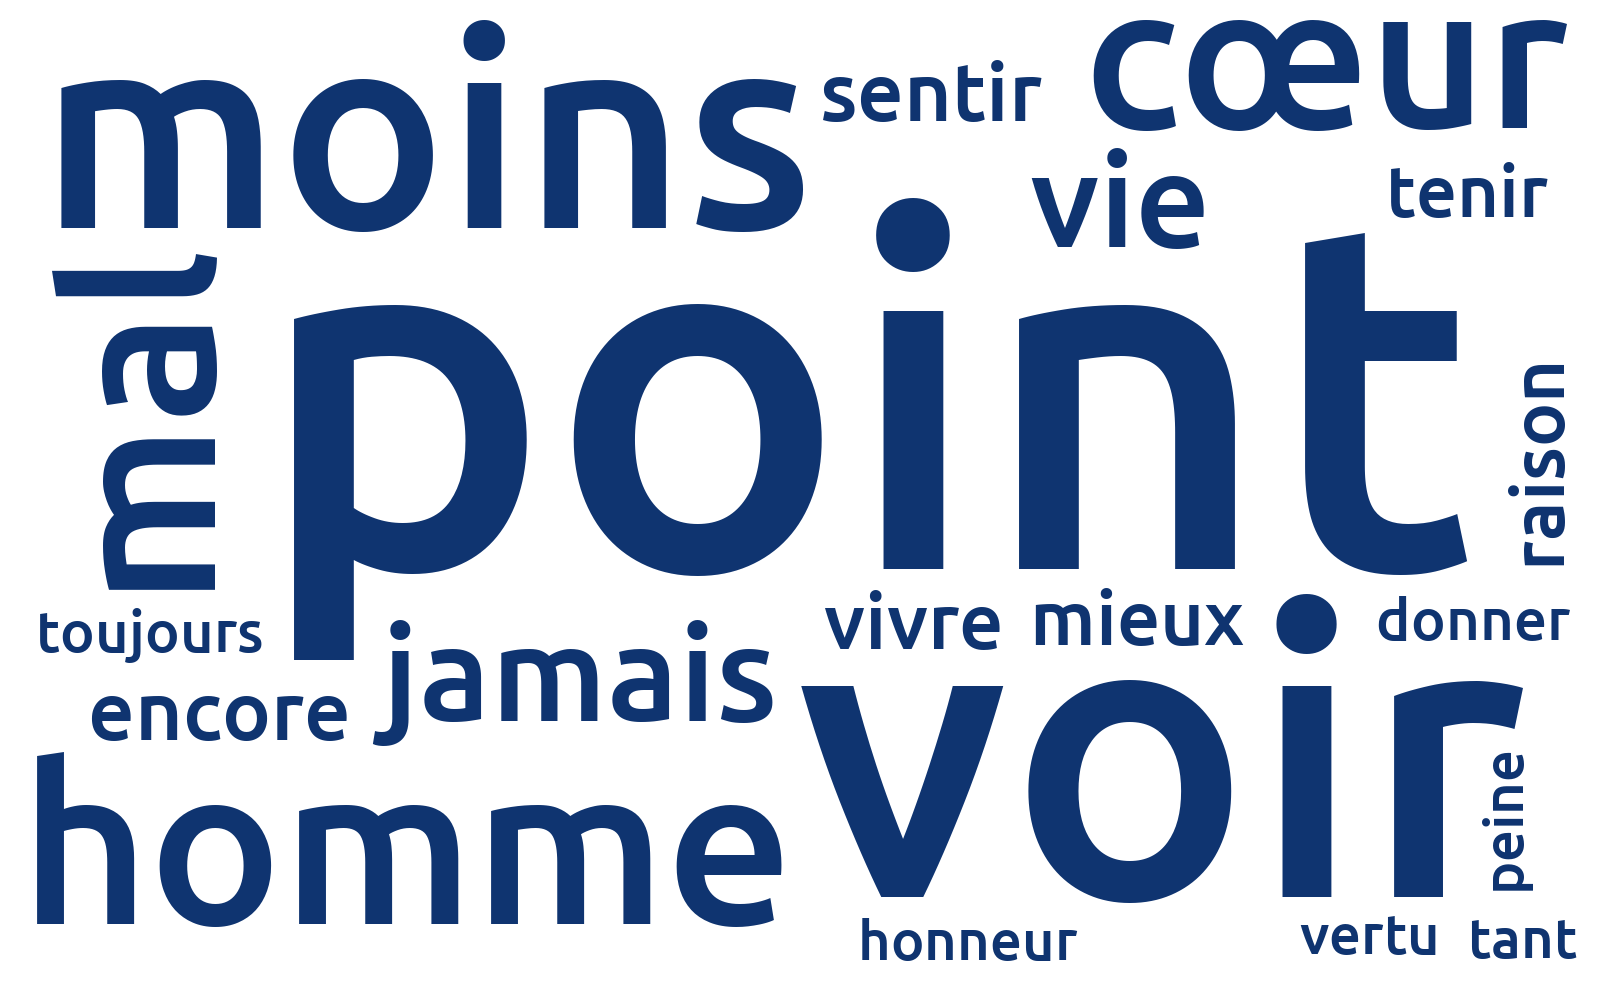 moins
sentir
cœur
vie
tenir
mal
point
raison
toujours
jamais
vivre
mieux
donner
encore
voir
homme
peine
honneur
vertu
tant